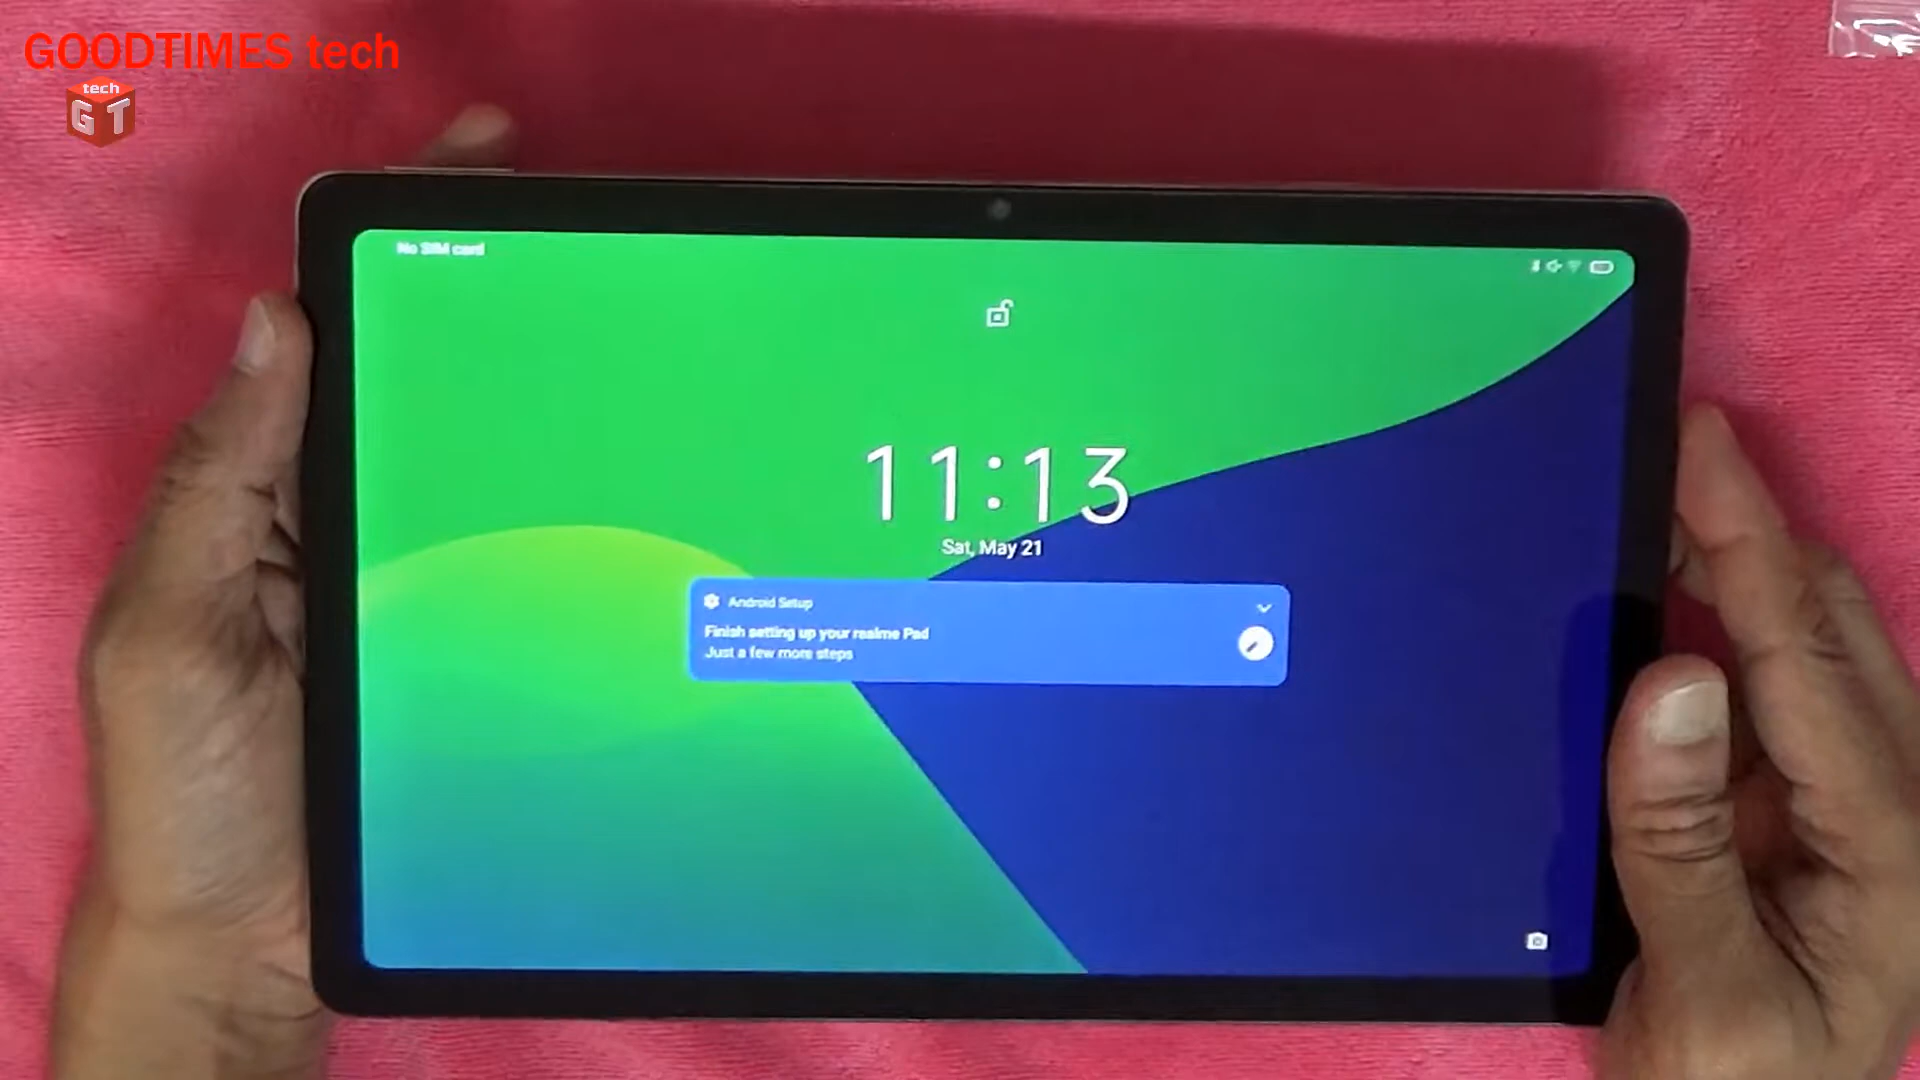 GOODTIMES tech
tech
GT
No SIM card
11:13
Sat, May 21
Android Setup
Finish setting up your realme Pad
Just a few more steps